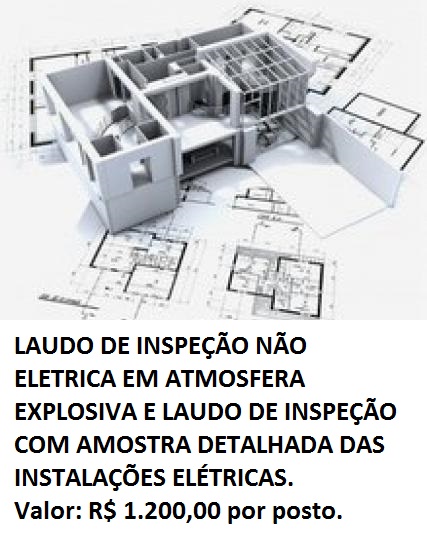 LAUDO DE INSPEÇÃO NÃO
ELETRICA EM ATMOSFERA
EXPLOSIVA E LAUDO DE INSPEÇÃO
COM AMOSTRA DETALHADA DAS
INSTALAÇÕES ELÉTRICAS.
Valor: R$ 1.200,00 por posto.